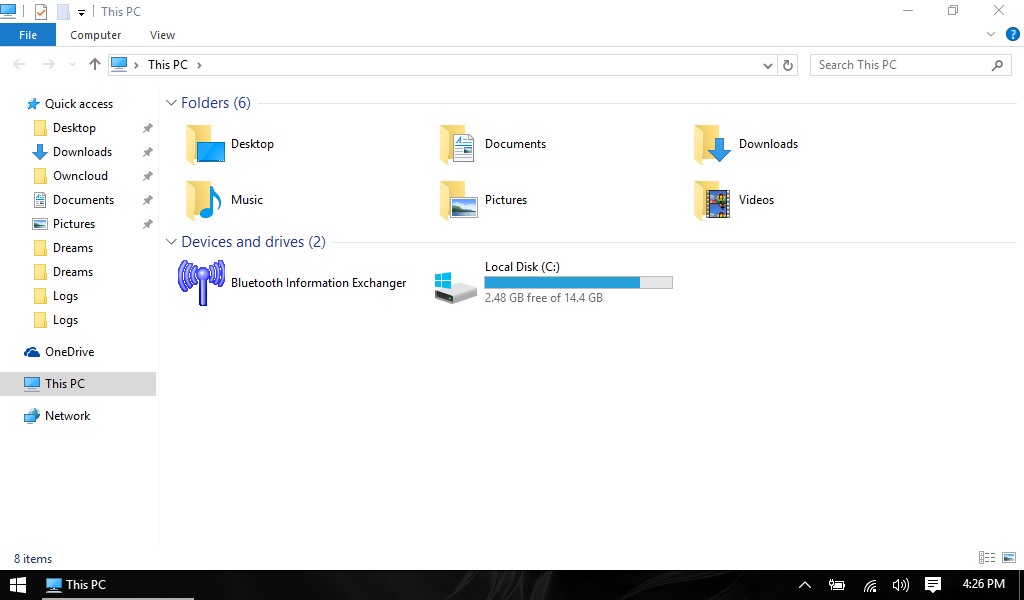 This PC
File
Computer
View
?
This PC
Search This PC
Quick access
Desktop
Downloads
Owncloud
Documents
Pictures
Dreams
Dreams
Logs
Logs
OneDrive
This PC
Network
Folders (6)
Desktop
Documents
Downloads
Music
Pictures
Videos
Devices and drives (2)
Bluetooth Information Exchanger
Local Disk (C:)
2.48 GB free of 14.4 GB
8 items
This PC
4:26 PM